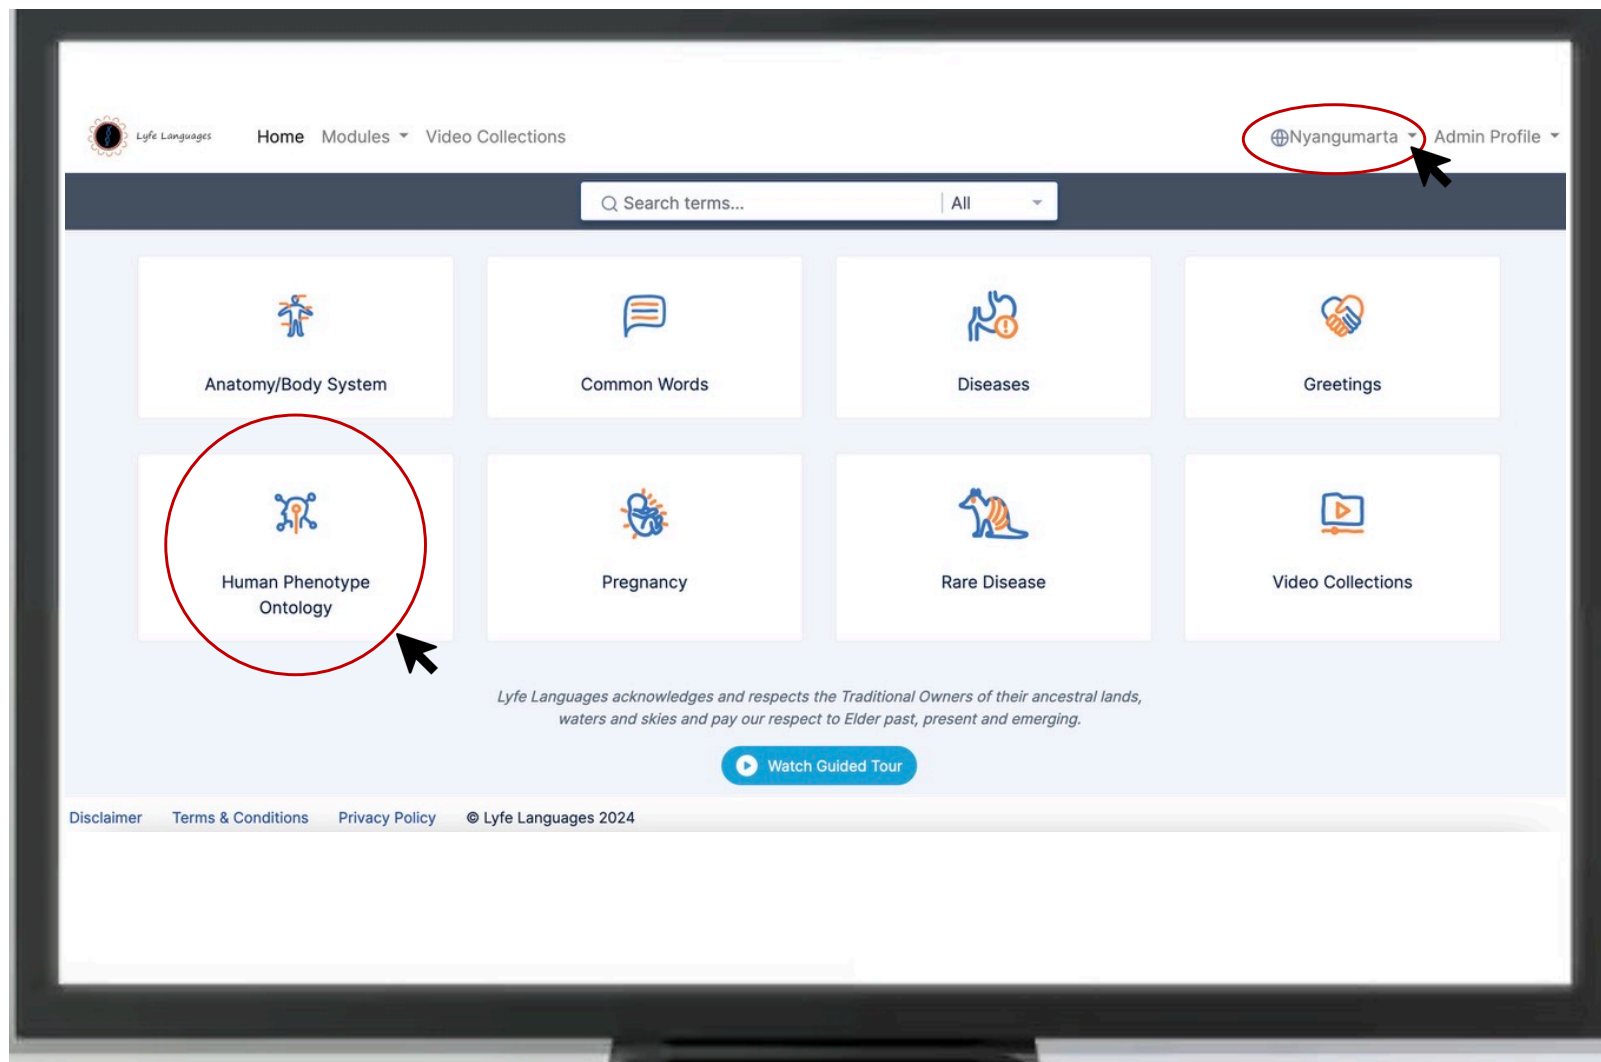 Lyfe Languages Home Modules Video Collections Nyangumarta Admin Profile
Search terms... All
Anatomy/Body System
Common Words
Diseases
Greetings
Human Phenotype
Ontology
Pregnancy
Rare Disease
Video Collections
Lyfe Languages acknowledges and respects the Traditional Owners of their ancestral lands,
waters and skies and pay our respect to Elder past, present and emerging.
Watch Guided Tour
Disclaimer Terms & Conditions Privacy Policy © Lyfe Languages 2024